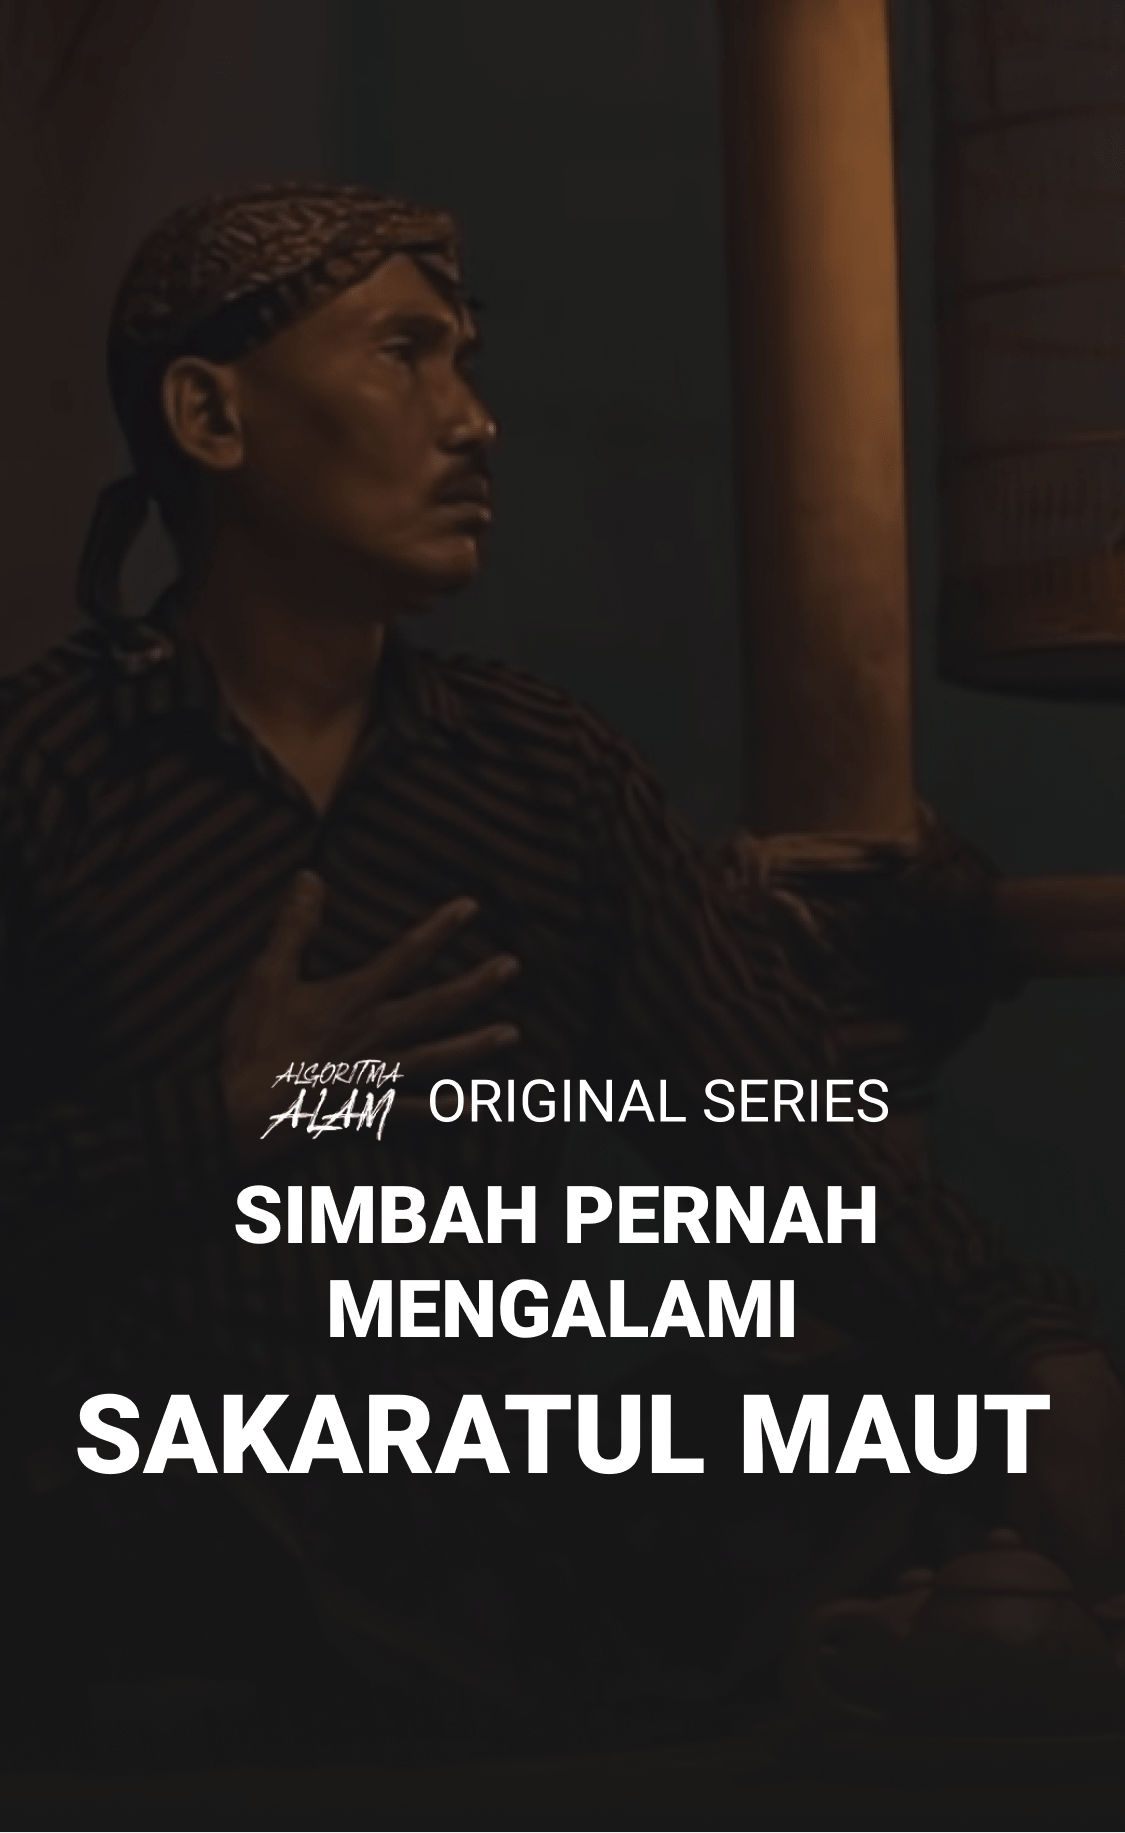 ALGORITMA
ALAM
ORIGINAL SERIES
SIMBAH PERNAH
MENGALAMI
SAKARATUL MAUT